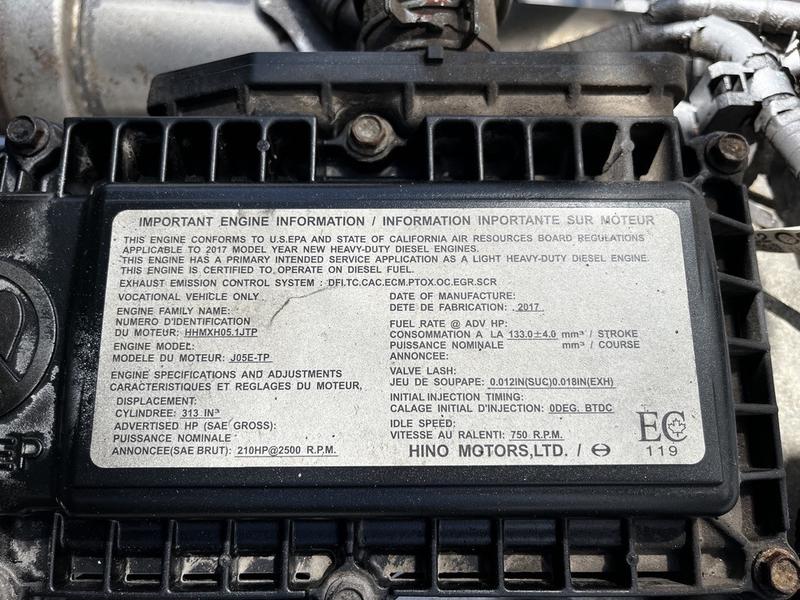 IMPORTANT ENGINE INFORMATION / INFORMATION INPORTANTE SUR MOTEUR
THIS ENGINE CONFORMS TO U.S.EPA AND STATE OF CALIFORNIA AIR RESOURCES BOARD REGULATIONS
APPLICABLE TO 2017 MODEL YEAR NEW HEAVY-DUTY DIESEL ENGINES.
THIS ENGINE HAS A PRIMARY INTENDED SERVICE APPLICATION AS A LIGHT HEAVY-DUTY DIESEL ENGINE.
THIS ENGINE IS CERTIFIED TO OPERATE ON DIESEL FUEL.
EXHAUST EMISSION CONTROL SYSTEM : DFI.TC.CAC.ECM.PTOX.OC.EGR.SCR
VOCATIONAL VEHICLE ONLY
ENGINE FAMILY NAME:
NUMERO D'IDENTIFICATION
DU MOTEUR: HHMXH05.1JTP
ENGINE MODEL:
MODELE DU MOTEUR: J05E-TP
ENGINE SPECIFICATIONS AND ADJUSTMENTS
CARACTERISTIQUES ET REGLAGES DU MOTEUR,
DISPLACEMENT:
CYLINDREE: 313 IN³
ADVERTISED HP (SAE GROSS):
PUISSANCE NOMINALE
ANNONCEE(SAE BRUT): 210HP@2500 R.P.M.
DATE OF MANUFACTURE:
DETE DE FABRICATION: 2017
FUEL RATE @ ADV HP:
CONSOMMATION A LA 133.0±4.0 mm³ / STROKE
PUISSANCE NOMINALE mm³ / COURSE
ANNONCEE:
VALVE LASH:
JEU DE SOUPAPE: 0.012IN(SUC)0.018IN(EXH)
INITIAL INJECTION TIMING:
CALAGE INITIAL D'INJECTION: 0DEG. BTDC
IDLE SPEED:
VITESSE AU RALENTI: 750 R.P.M.
HINO MOTORS,LTD. /
EC
119